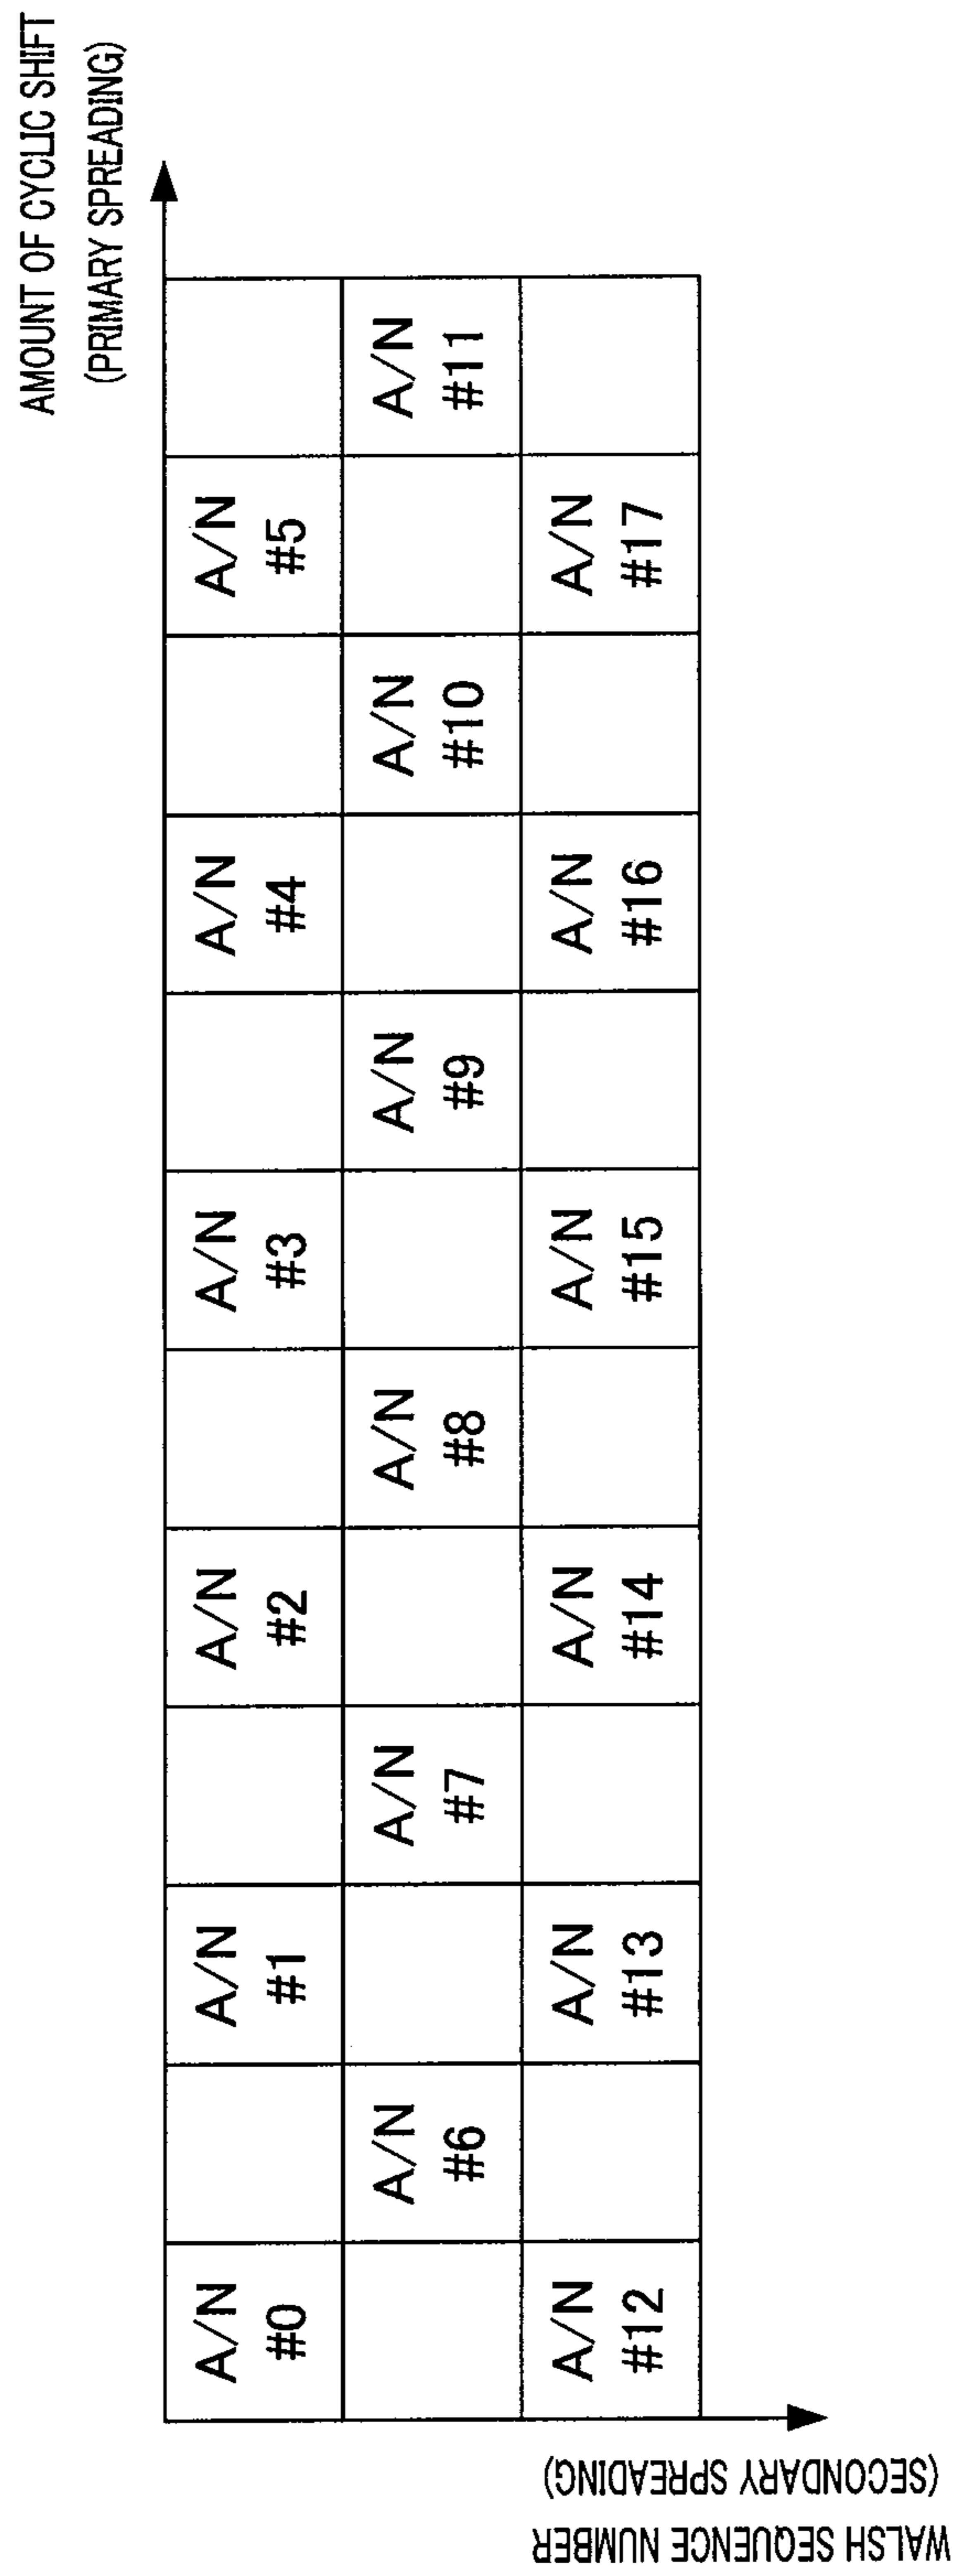 AMOUNT OF CYCLIC SHIFT
(PRIMARY SPREADING)
A/N
#0
A/N
#1
A/N
#2
A/N
#3
A/N
#4
A/N
#5
A/N
#6
A/N
#7
A/N
#8
A/N
#9
A/N
#10
A/N
#11
A/N
#12
A/N
#13
A/N
#14
A/N
#15
A/N
#16
A/N
#17
WALSH SEQUENCE NUMBER
(SECONDARY SPREADING)